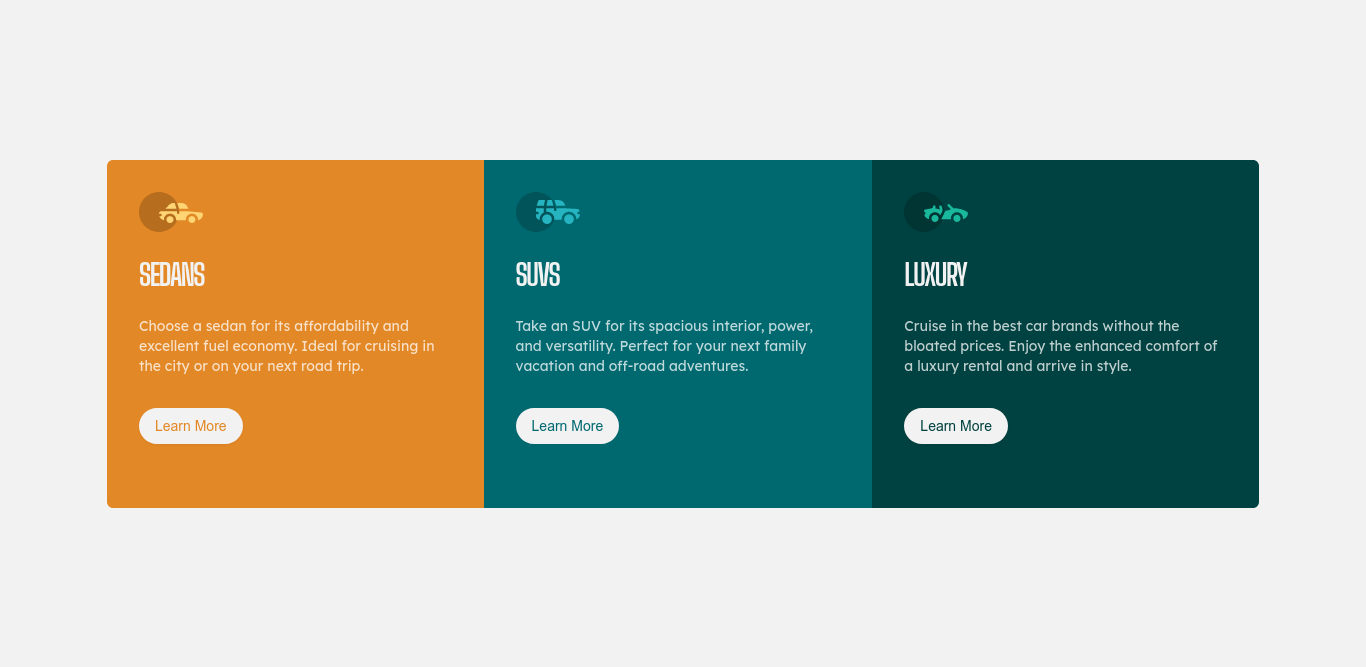 SEDANS
Choose a sedan for its affordability and
excellent fuel economy. Ideal for cruising in
the city or on your next road trip.
Learn More
SUVS
Take an SUV for its spacious interior, power,
and versatility. Perfect for your next family
vacation and off-road adventures.
Learn More
LUXURY
Cruise in the best car brands without the
bloated prices. Enjoy the enhanced comfort of
a luxury rental and arrive in style.
Learn More